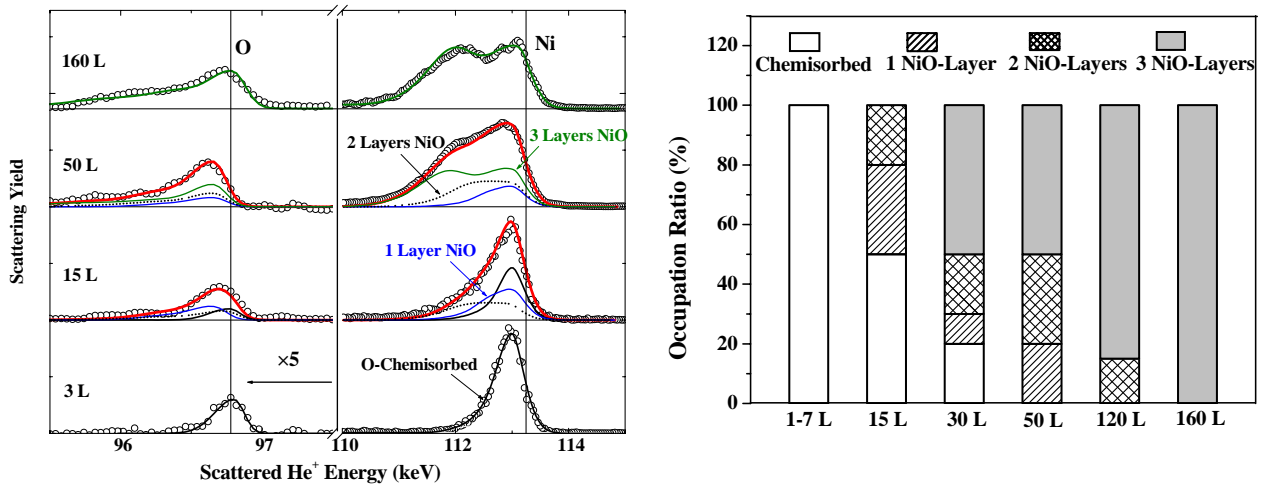 O
Ni
160 L
2 Layers NiO
3 Layers NiO
50 L
1 Layer NiO
15 L
×5
O-Chemisorbed
3 L
Scattering Yield
96 97 110 112 114
Scattered He⁺ Energy (keV)
120
Chemisorbed 1 NiO-Layer 2 NiO-Layers 3 NiO-Layers
100
80
60
40
20
0
Occupation Ratio (%)
1-7 L 15 L 30 L 50 L 120 L 160 L